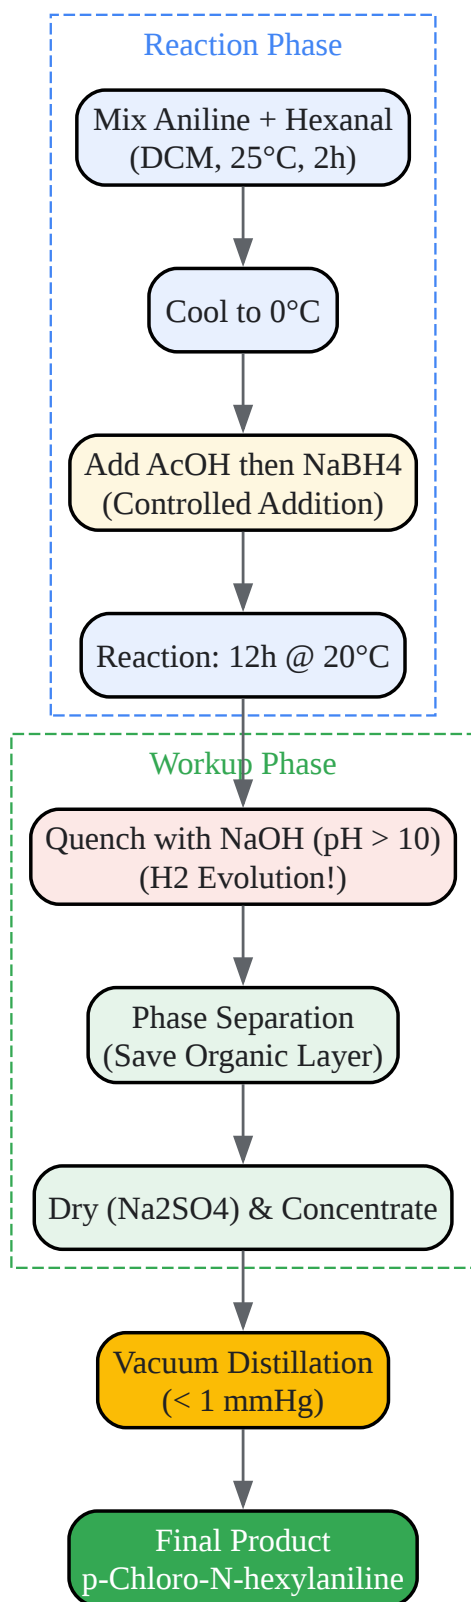 Reaction Phase
Mix Aniline + Hexanal
(DCM, 25°C, 2h)
Cool to 0°C
Add AcOH then NaBH4
(Controlled Addition)
Reaction: 12h @ 20°C
Workup Phase
Quench with NaOH (pH > 10)
(H2 Evolution!)
Phase Separation
(Save Organic Layer)
Dry (Na2SO4) & Concentrate
Vacuum Distillation
(< 1 mmHg)
Final Product
p-Chloro-N-hexylaniline